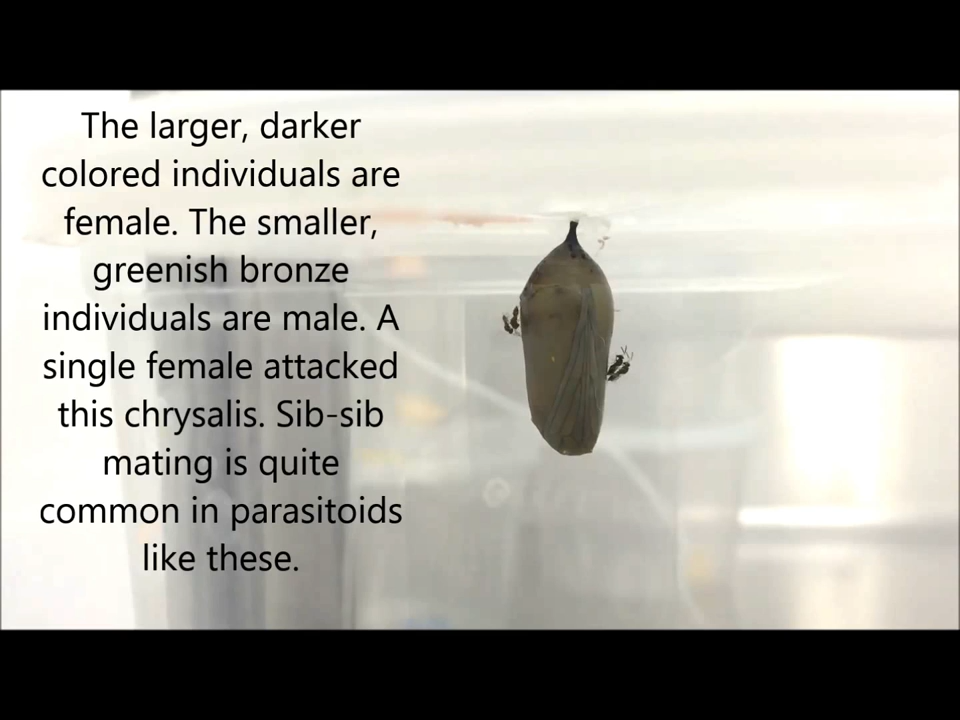 The larger, darker
colored individuals are
female. The smaller,
greenish bronze
individuals are male. A
single female attacked
this chrysalis. Sib-sib
mating is quite
common in parasitoids
like these.